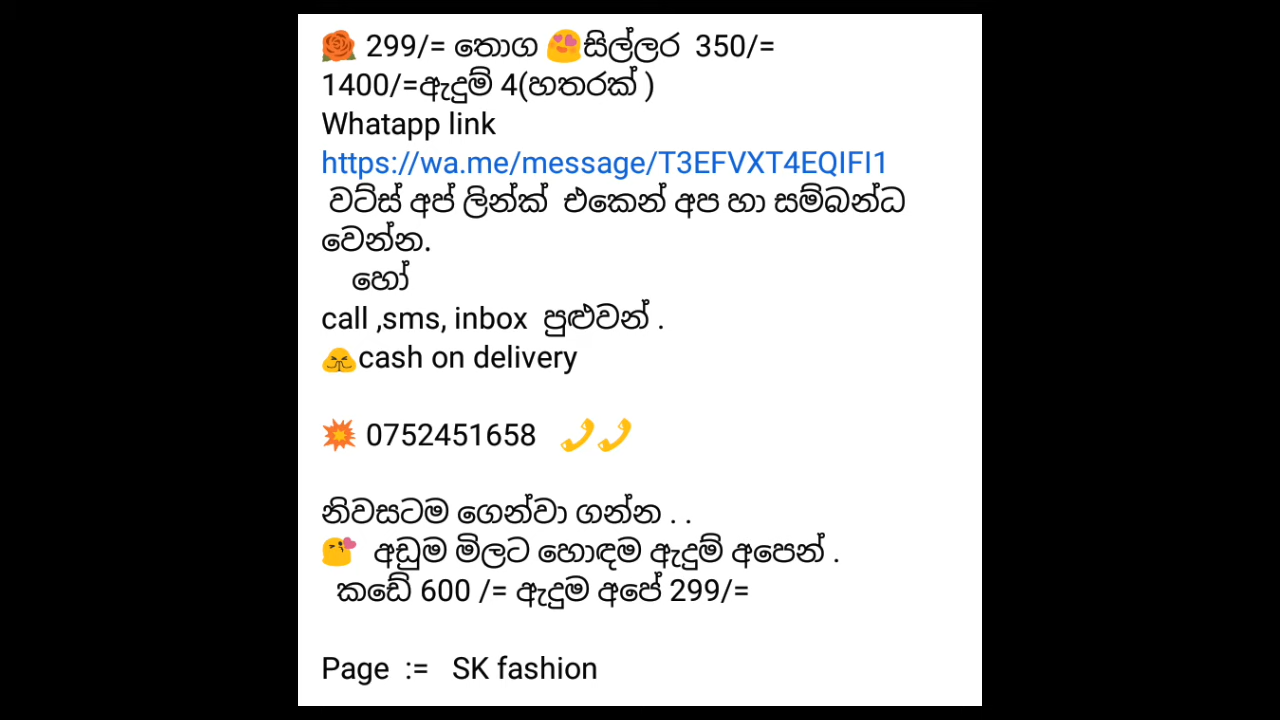 🌹 299/= තොග 😍සිල්ලර 350/=
1400/=ඇදුම් 4(හතරක් )
Whatapp link
https://wa.me/message/T3EFVXT4EQIFI1
වට්ස් අප් ලින්ක් එකෙන් අප හා සම්බන්ධ
වෙන්න.
හෝ
call ,sms, inbox පුළුවන් .
🙏cash on delivery
💥 0752451658 📞📞
නිවසටම ගෙන්වා ගන්න . .
😘 අඩුම මිලට හොඳම ඇදුම් අපෙන් .
කඩේ 600 /= ඇදුම අපේ 299/=
Page := SK fashion